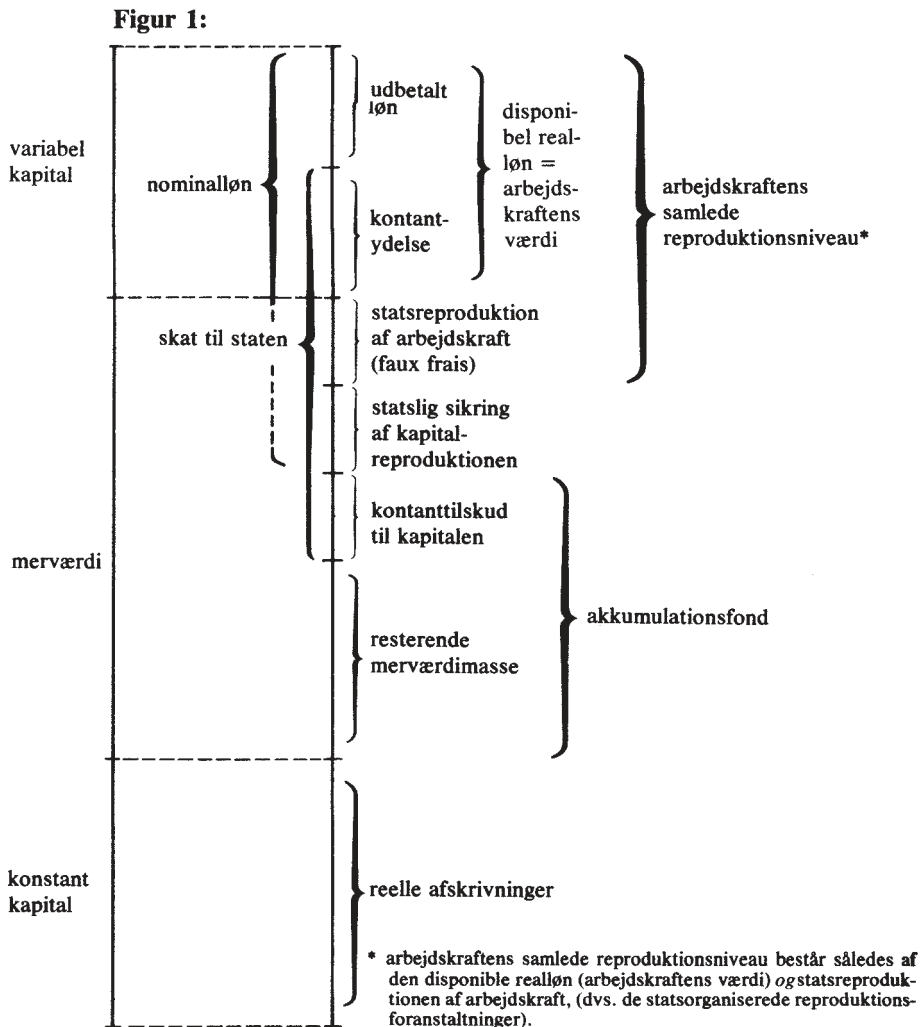 Figur 1:
variabel
kapital
nominalløn
udbetalt
løn
disponi-
bel real-
løn =
arbejds-
kraftens
værdi
kontant-
ydelse
arbejdskraftens
samlede
reproduktionsniveau*
skat til staten
statsreproduktion
af arbejdskraft
(faux frais)
statslig sikring
af kapital-
reproduktionen
kontanttilskud
til kapitalen
merværdi
akkumulationsfond
resterende
merværdimasse
konstant
kapital
reelle afskrivninger
* arbejdskraftens samlede reproduktionsniveau består således af
den disponible realløn (arbejdskraftens værdi) og statsreproduk-
tionen af arbejdskraft, (dvs. de statsorganiserede reproduktions-
foranstaltninger).